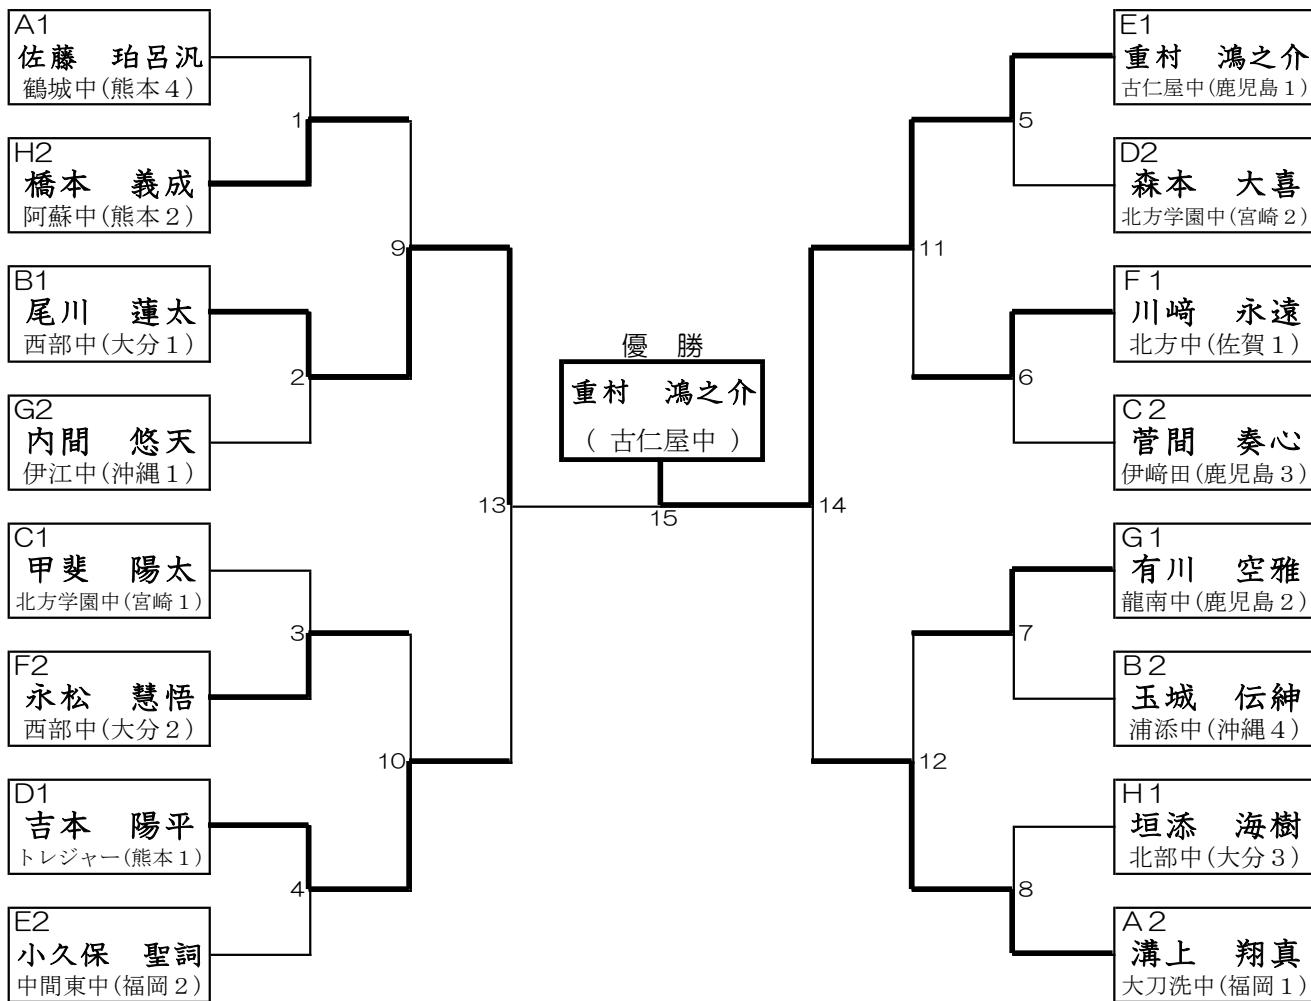 A1
佐藤　珀呂汎
鶴城中(熊本４)
H2
橋本　義成
阿蘇中(熊本２)
B1
尾川　蓮太
西部中(大分１)
G2
内間　悠天
伊江中(沖縄１)
C1
甲斐　陽太
北方学園中(宮崎１)
F2
永松　慧悟
西部中(大分２)
D1
吉本　陽平
トレジャー(熊本１)
E2
小久保　聖詞
中間東中(福岡２)
1
2
3
4
9
10
13
優　勝
重村　鴻之介
( 古仁屋中 )
15
14
11
12
5
6
7
8
E1
重村　鴻之介
古仁屋中(鹿児島１)
D2
森本　大喜
北方学園中(宮崎２)
F1
川﨑　永遠
北方中(佐賀１)
C2
菅間　奏心
伊﨑田(鹿児島３)
G1
有川　空雅
龍南中(鹿児島２)
B2
玉城　伝紳
浦添中(沖縄４)
H1
垣添　海樹
北部中(大分３)
A2
溝上　翔真
大刀洗中(福岡１)